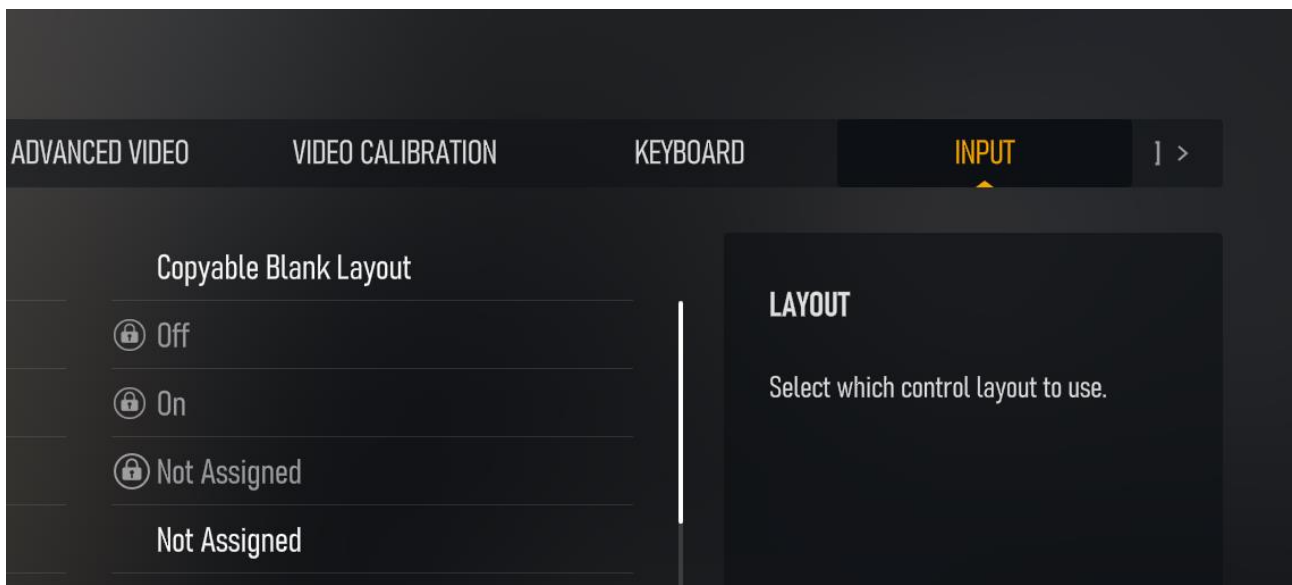 ADVANCED VIDEO VIDEO CALIBRATION KEYBOARD INPUT ] >
Copyable Blank Layout
Off
On
Not Assigned
Not Assigned
LAYOUT
Select which control layout to use.